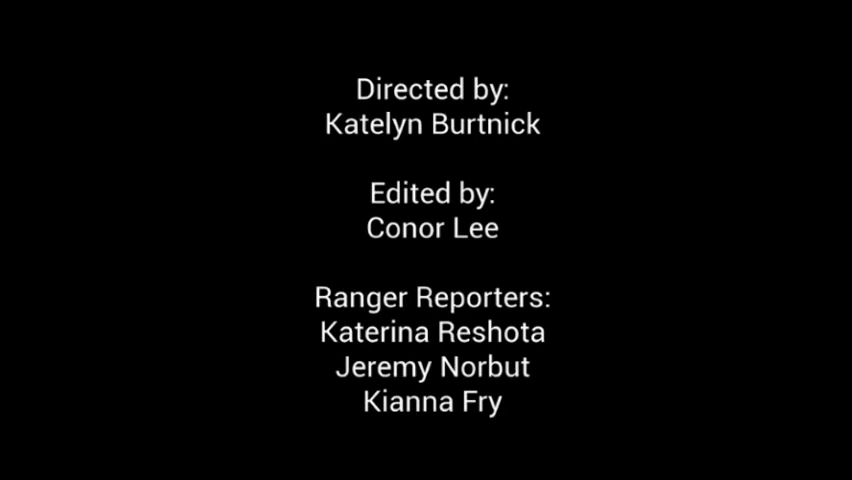 Directed by:
Katelyn Burtnick
Edited by:
Conor Lee
Ranger Reporters:
Katerina Reshota
Jeremy Norbut
Kianna Fry